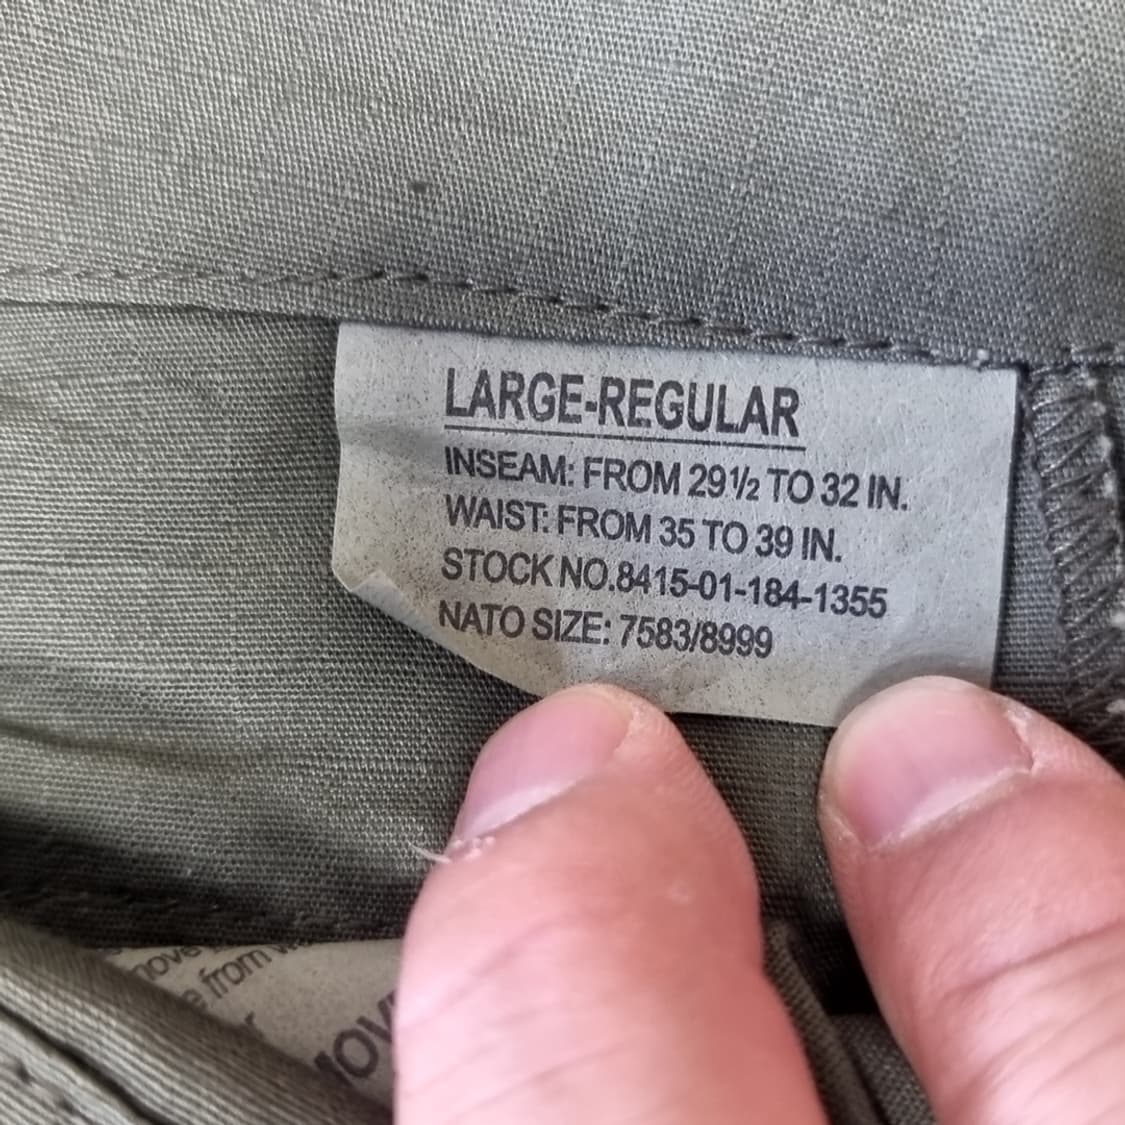 LARGE-REGULAR
INSEAM: FROM 29½ TO 32 IN.
WAIST: FROM 35 TO 39 IN.
STOCK NO.8415-01-184-1355
NATO SIZE: 7583/8999
from